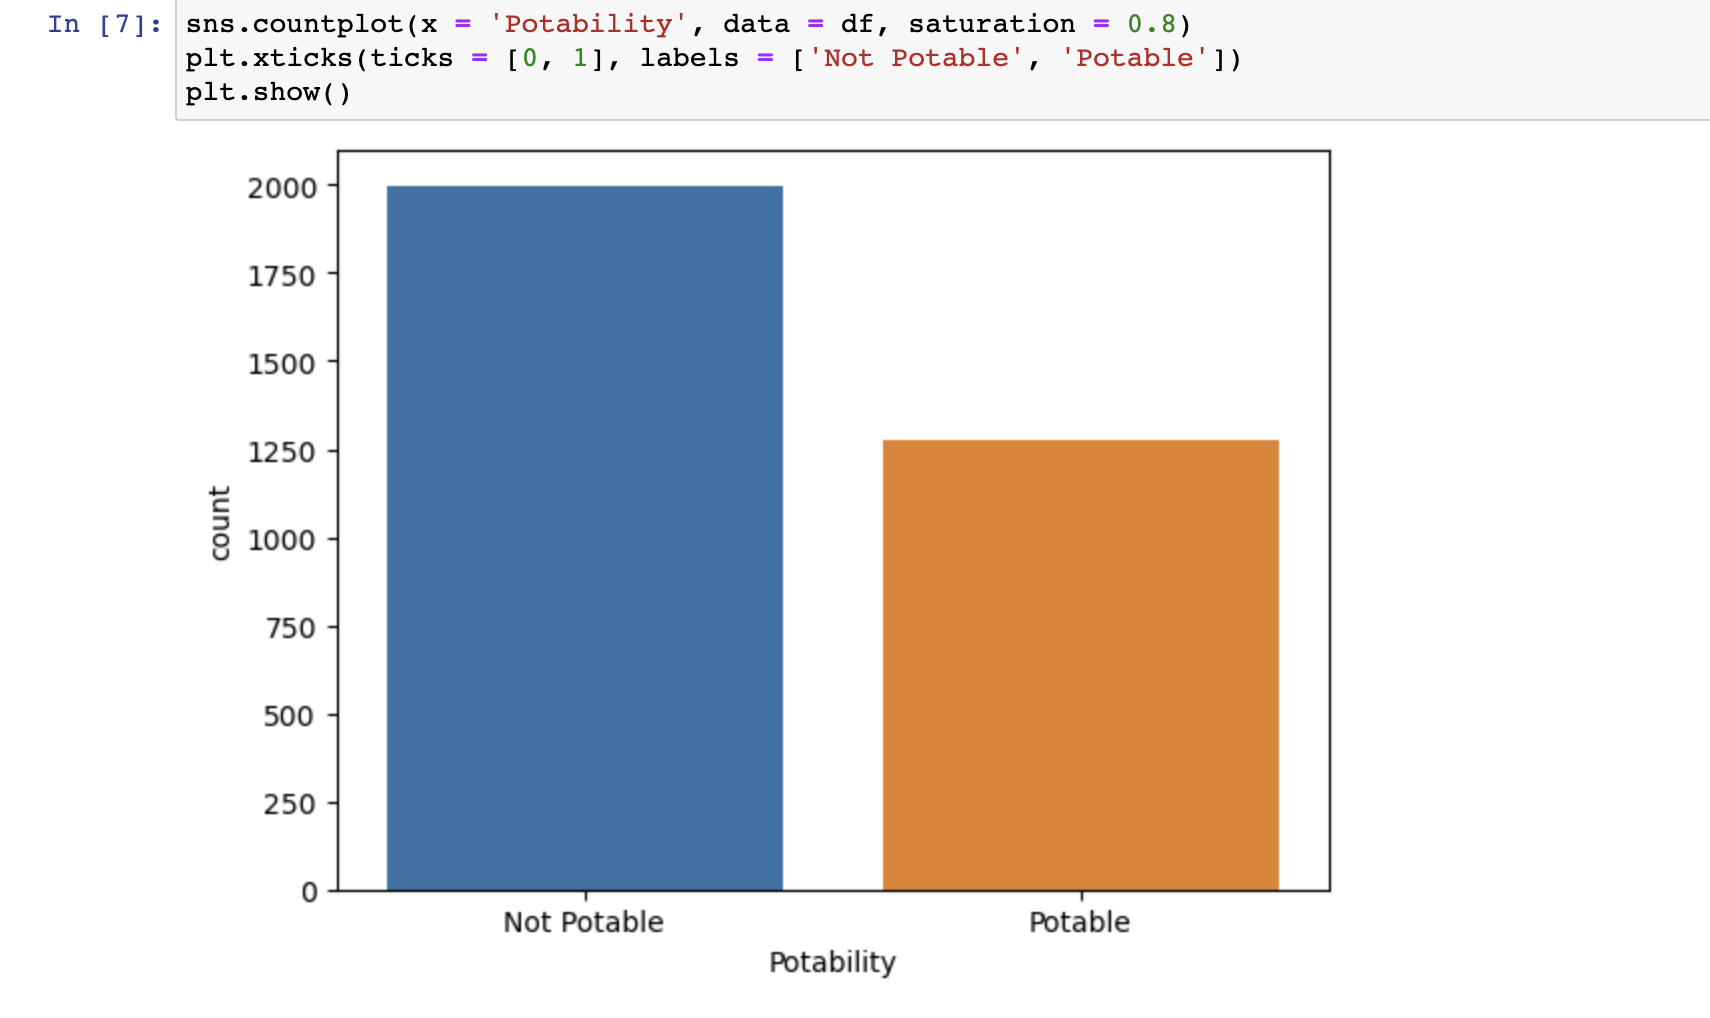 In [7]: sns.countplot(x = 'Potability', data = df, saturation = 0.8)
plt.xticks(ticks = [0, 1], labels = ['Not Potable', 'Potable'])
plt.show()
2000
1750
1500
1250
1000
750
500
250
0
count
Not Potable Potable
Potability